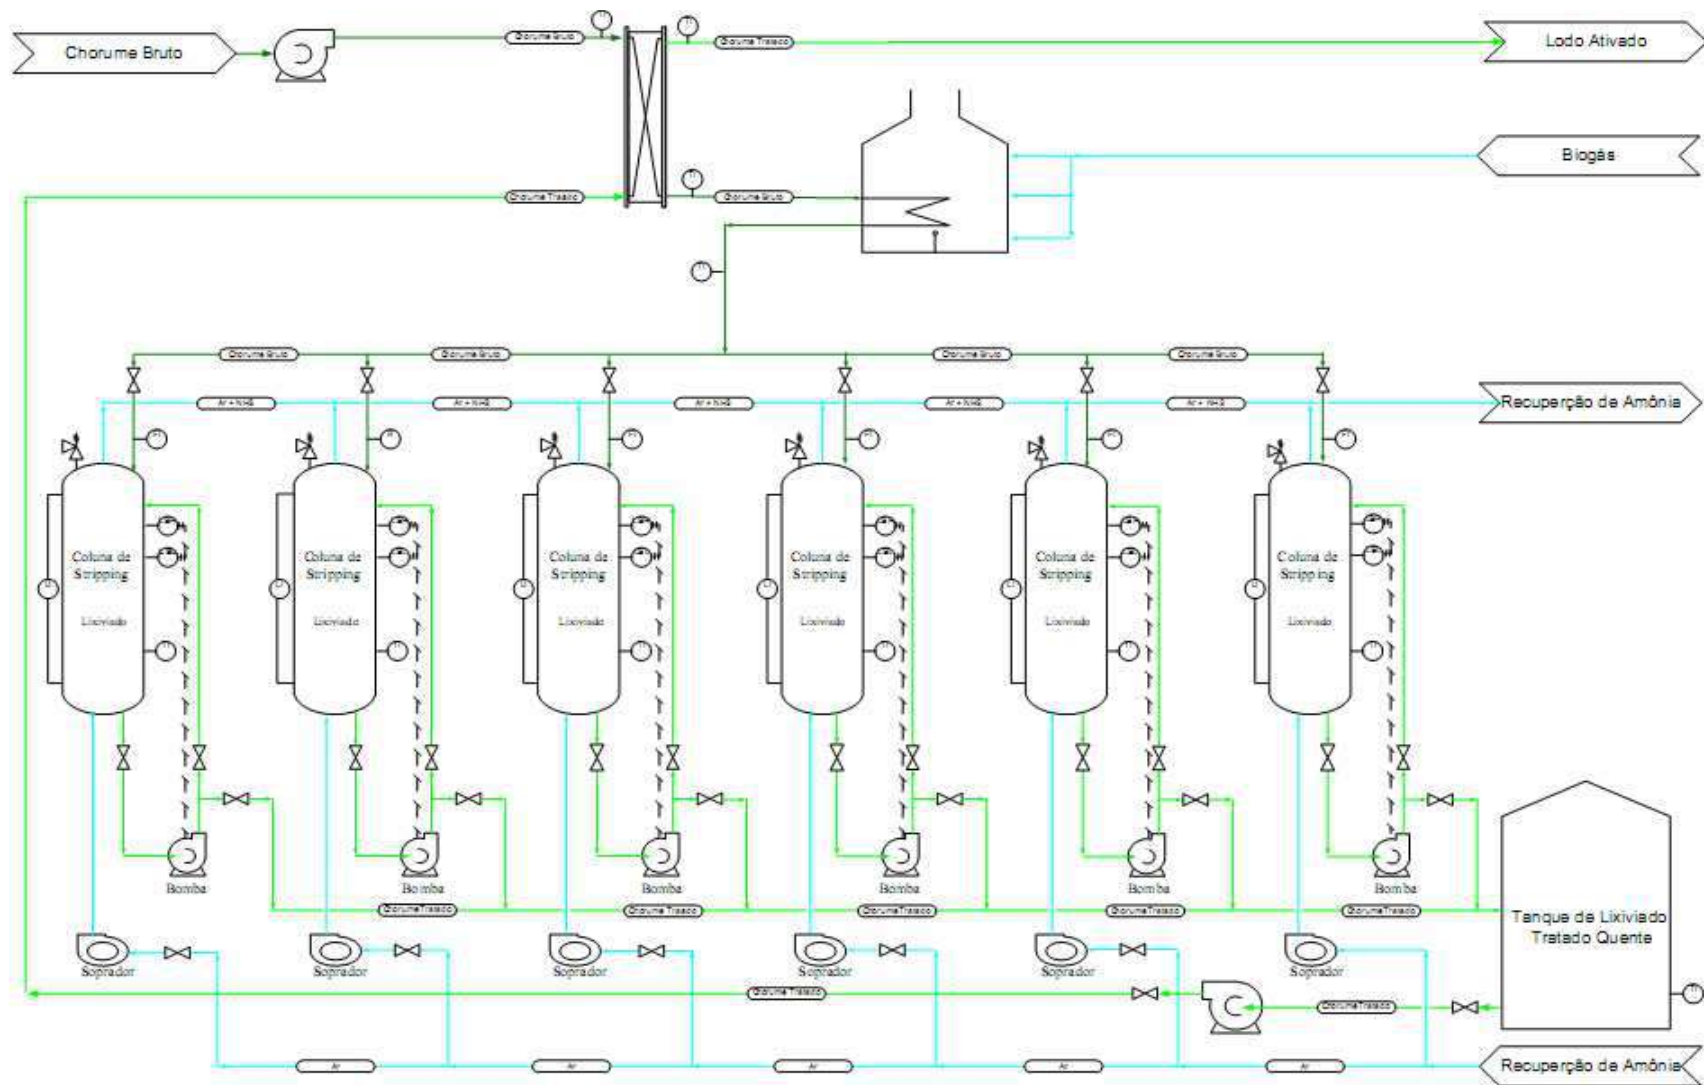 Chorume Bruto
Chorume Bruto
Chorume Tratado
Lodo Ativado
Biogás
Chorume Tratado
Chorume Bruto
Chorume Bruto
Chorume Bruto
Chorume Bruto
Chorume Bruto
Ar + NH3
Ar + NH3
Ar + NH3
Ar + NH3
Ar + NH3
Recuperção de Amônia
Coluna de
Stripping
Lixiviado
Coluna de
Stripping
Lixiviado
Coluna de
Stripping
Lixiviado
Coluna de
Stripping
Lixiviado
Coluna de
Stripping
Lixiviado
Coluna de
Stripping
Lixiviado
Bomba
Bomba
Bomba
Bomba
Bomba
Bomba
Chorume Tratado
Chorume Tratado
Chorume Tratado
Chorume Tratado
Chorume Tratado
Tanque de Lixiviado
Tratado Quente
Soprador
Soprador
Soprador
Soprador
Soprador
Soprador
Chorume Tratado
Chorume Tratado
Ar
Ar
Ar
Ar
Ar
Recuperção de Amônia